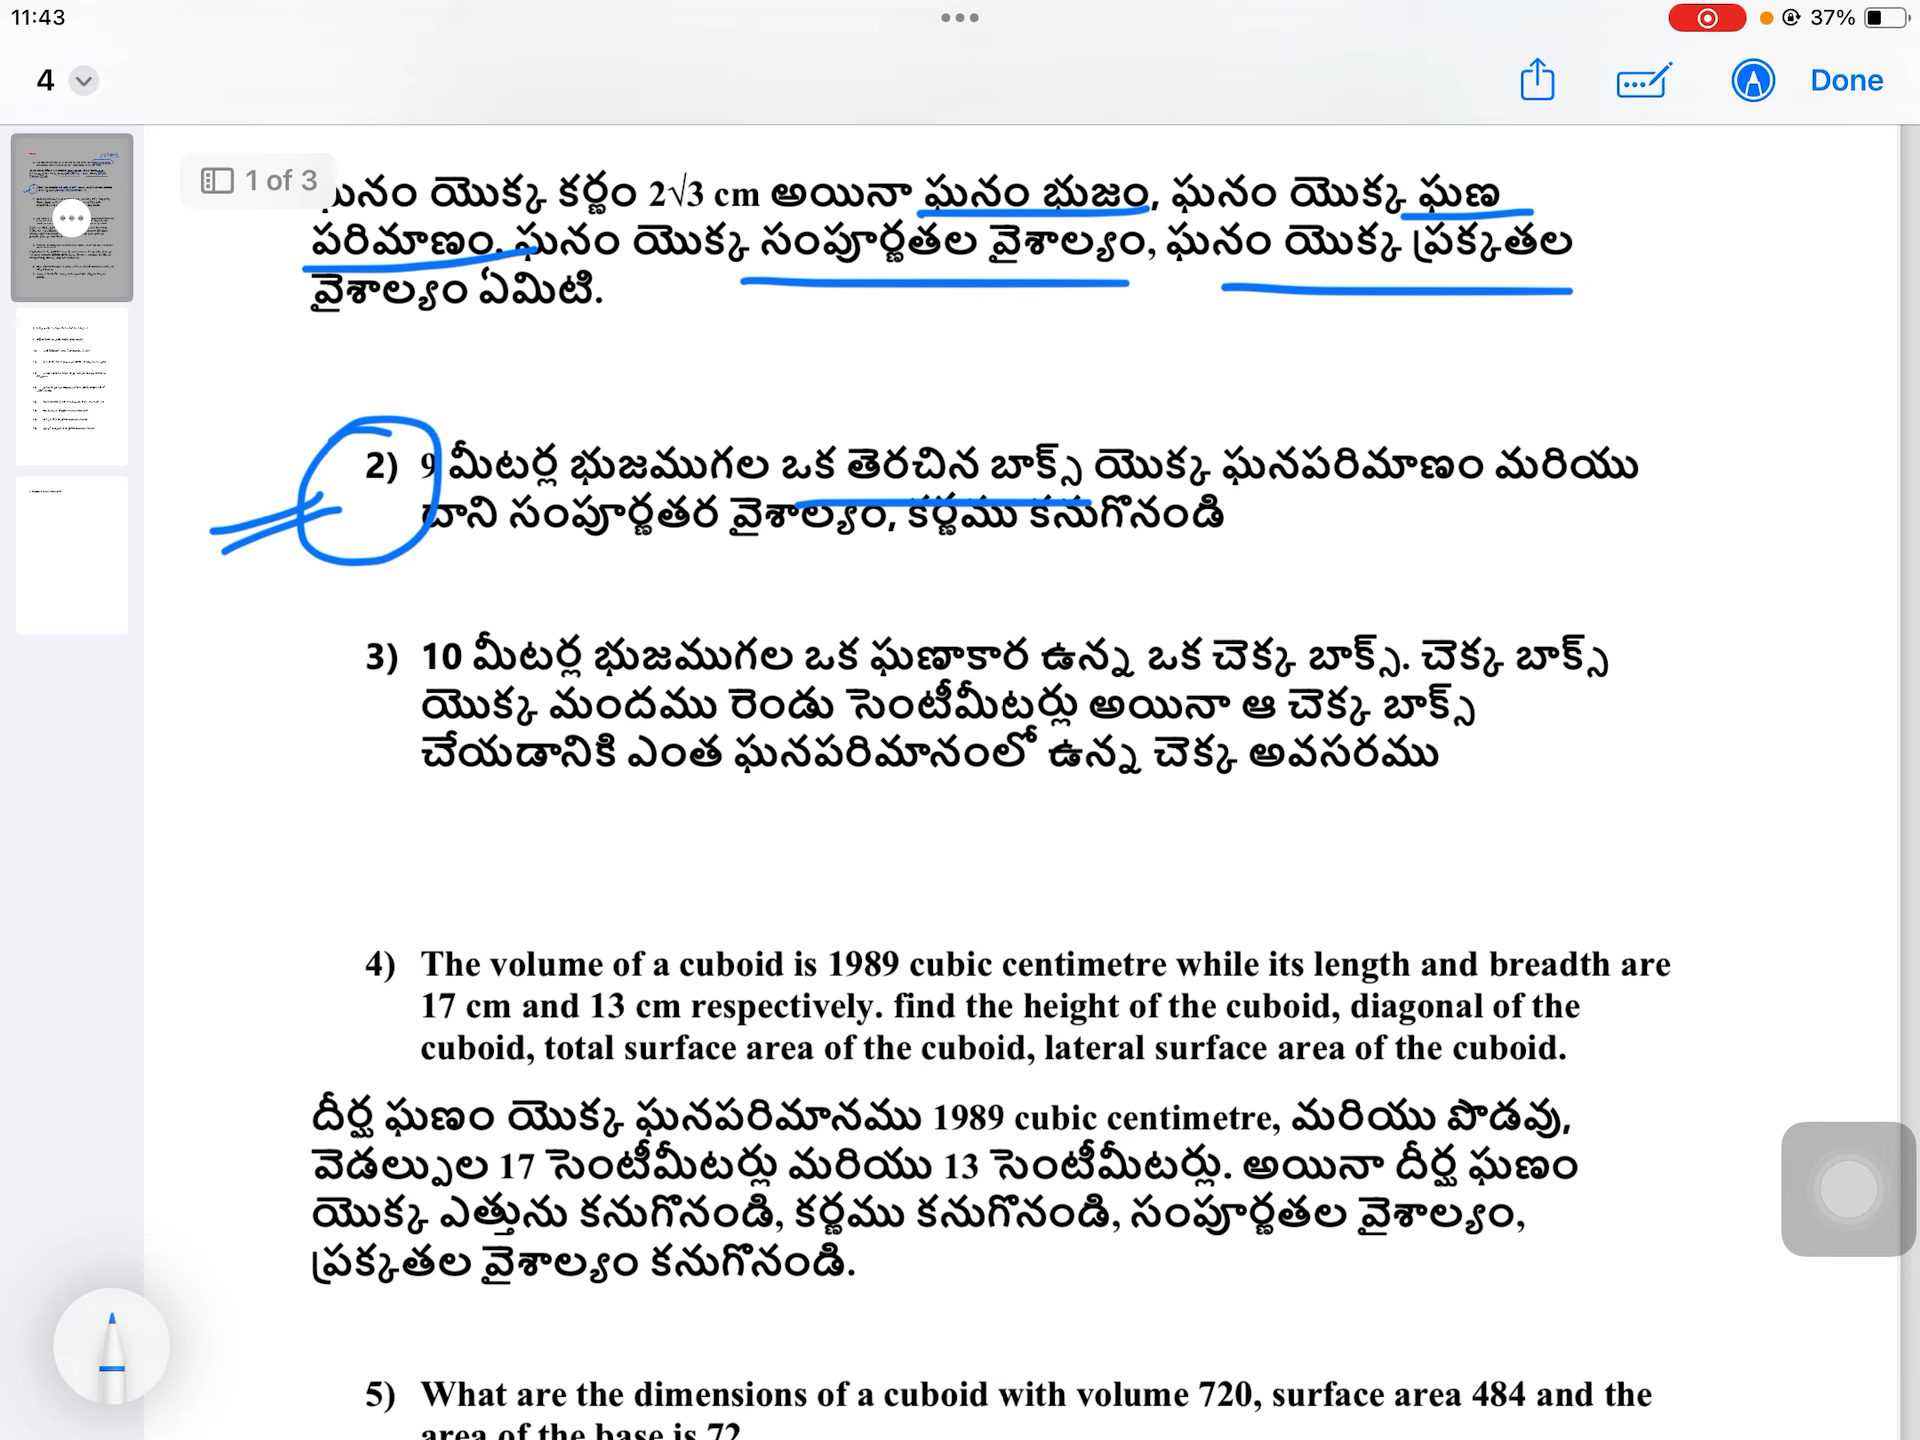 11:43
37%
4
Done
1 of 3
ఘనం యొక్క కర్ణం 2√3 cm అయినా ఘనం భుజం, ఘనం యొక్క ఘణ
పరిమాణం, ఘనం యొక్క సంపూర్ణతల వైశాల్యం, ఘనం యొక్క ప్రక్కతల
వైశాల్యం ఏమిటి.
2) 9 మీటర్ల భుజముగల ఒక తెరచిన బాక్స్ యొక్క ఘనపరిమాణం మరియు
దాని సంపూర్ణతర వైశాల్యం, కర్ణము కనుగొనండి
3) 10 మీటర్ల భుజముగల ఒక ఘణాకార ఉన్న ఒక చెక్క బాక్స్. చెక్క బాక్స్
యొక్క మందము రెండు సెంటీమీటర్లు అయినా ఆ చెక్క బాక్స్
చేయడానికి ఎంత ఘనపరిమానంలో ఉన్న చెక్క అవసరము
4) The volume of a cuboid is 1989 cubic centimetre while its length and breadth are
17 cm and 13 cm respectively. find the height of the cuboid, diagonal of the
cuboid, total surface area of the cuboid, lateral surface area of the cuboid.
దీర్ఘ ఘణం యొక్క ఘనపరిమానము 1989 cubic centimetre, మరియు పొడవు,
వెడల్పుల 17 సెంటీమీటర్లు మరియు 13 సెంటీమీటర్లు. అయినా దీర్ఘ ఘణం
యొక్క ఎత్తును కనుగొనండి, కర్ణము కనుగొనండి, సంపూర్ణతల వైశాల్యం,
ప్రక్కతల వైశాల్యం కనుగొనండి.
5) What are the dimensions of a cuboid with volume 720, surface area 484 and the
area of the base is 72